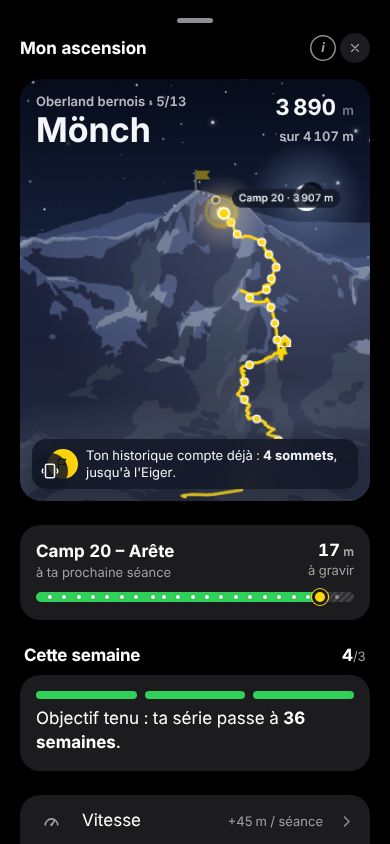 Mon ascension
i
Oberland bernois · 5/13
3 890 m
Mönch
sur 4 107 m
Camp 20 · 3 907 m
Ton historique compte déjà : 4 sommets,
jusqu'à l'Eiger.
Camp 20 – Arête
17 m
à ta prochaine séance
à gravir
Cette semaine
4/3
Objectif tenu : ta série passe à 36
semaines.
Vitesse
+45 m / séance